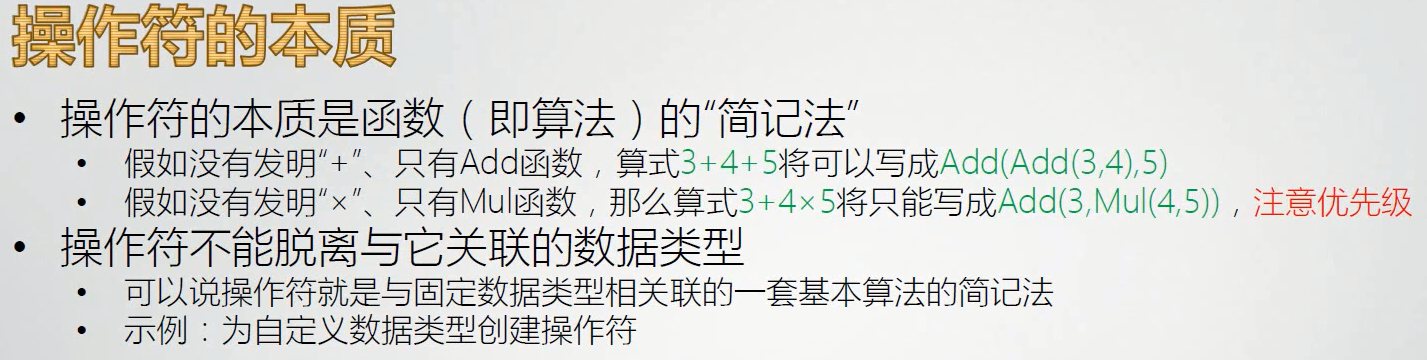 操作符的本质
• 操作符的本质是函数（即算法）的“简记法”
• 假如没有发明“+”、只有Add函数，算式3+4+5将可以写成Add(Add(3,4),5)
• 假如没有发明“×”、只有Mul函数，那么算式3+4×5将只能写成Add(3,Mul(4,5))，注意优先级
• 操作符不能脱离与它关联的数据类型
• 可以说操作符就是与固定数据类型相关联的一套基本算法的简记法
• 示例：为自定义数据类型创建操作符